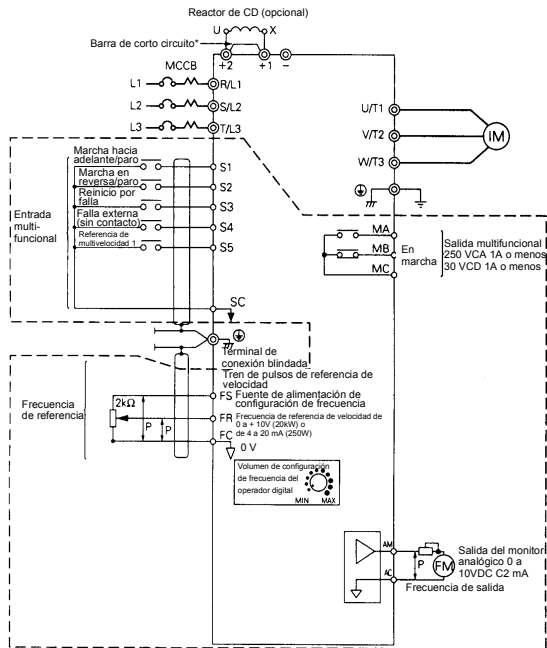 Reactor de CD (opcional)
U X
Barra de corto circuito*
+2 +1 −
MCCB
L1 R/L1
L2 S/L2
L3 T/L3
U/T1
V/T2
W/T3
IM
Entrada
multi-
funcional
Marcha hacia
adelante/paro
S1
Marcha en
reversa/paro
S2
Reinicio por
falla
S3
Falla externa
(sin contacto)
S4
Referencia de
multivelocidad 1
S5
SC
MA
MB
MC
En
marcha
Salida multifuncional
250 VCA 1A o menos
30 VCD 1A o menos
Terminal de
conexión blindada
Tren de pulsos de referencia de
velocidad
Frecuencia
de referencia
2kΩ
P P
FS Fuente de alimentación de
configuración de frecuencia
FR Frecuencia de referencia de velocidad de
0 a + 10V (20kW) o
de 4 a 20 mA (250W)
FC
0 V
Volumen de configuración
de frecuencia del
operador digital
MIN MAX
AM
AC
P
FM
Salida del monitor
analógico 0 a
10VDC C2 mA
Frecuencia de salida